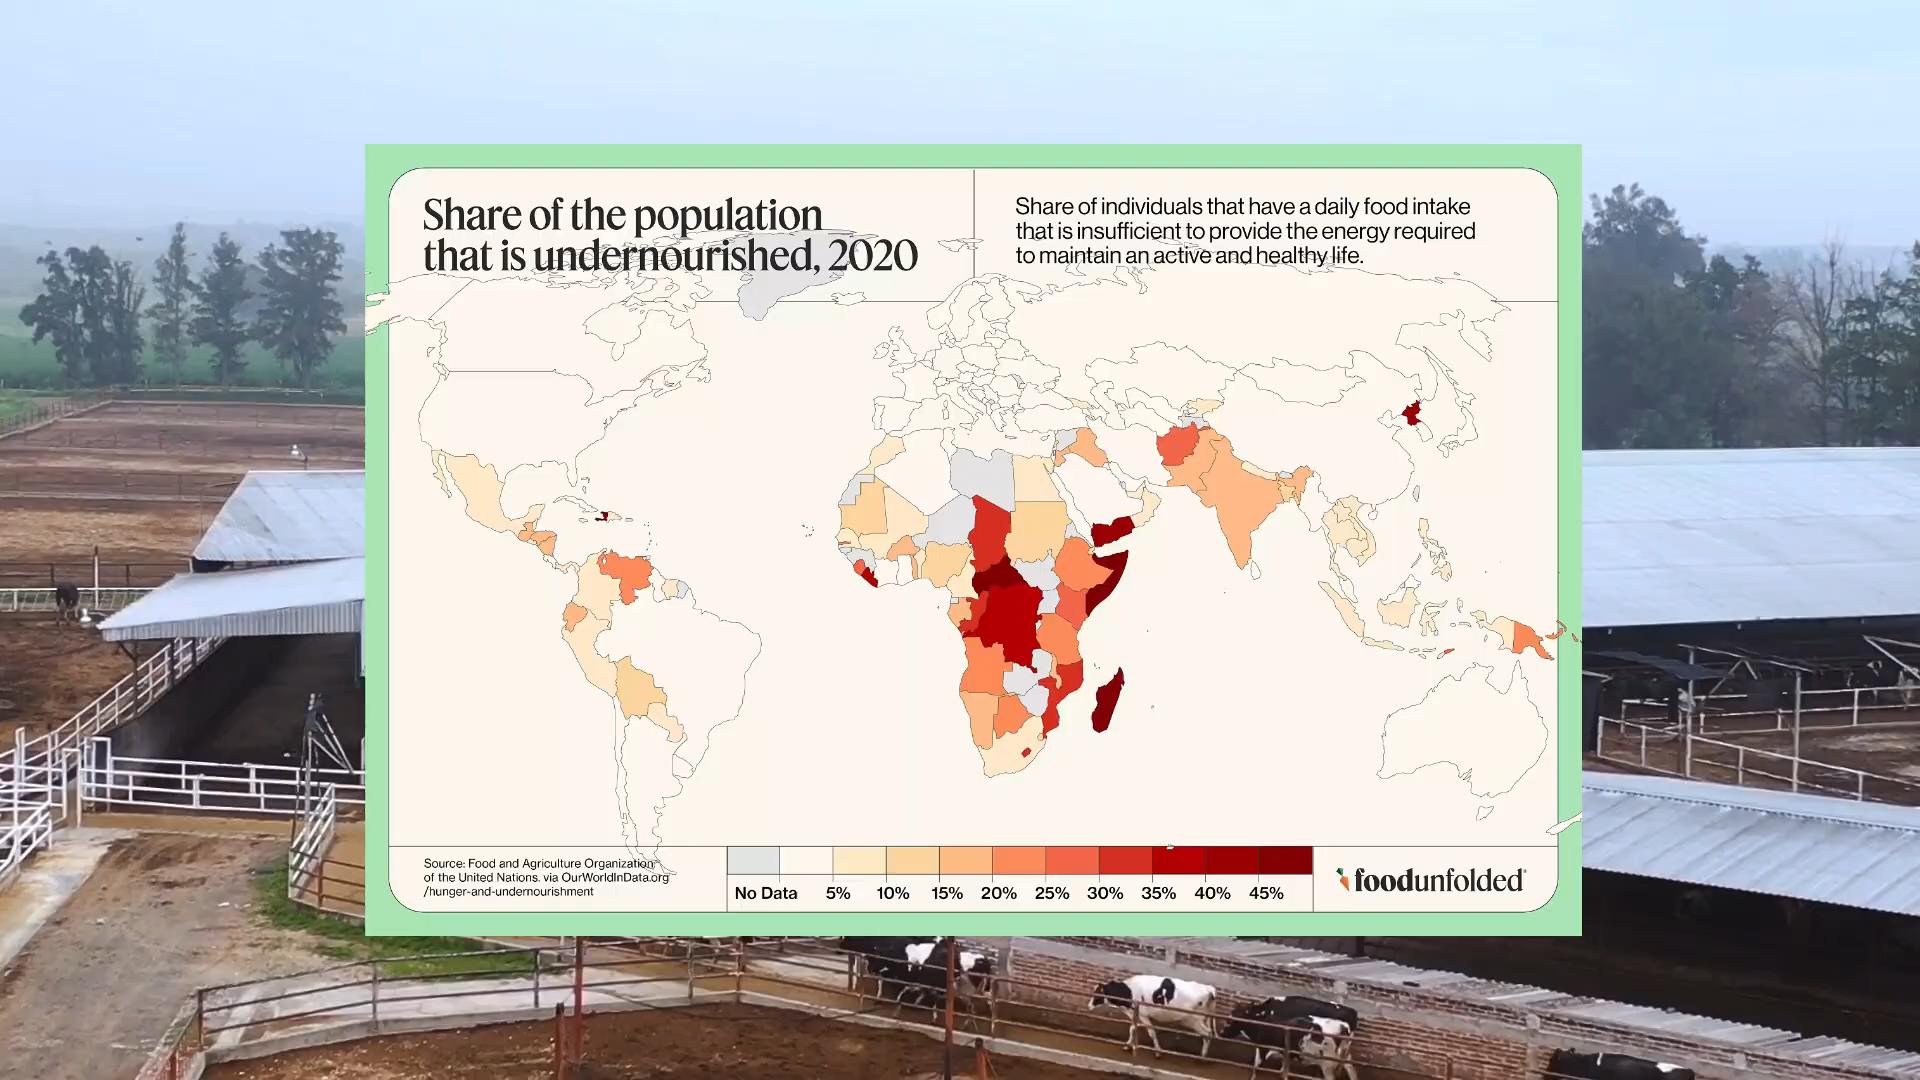 Share of the population
that is undernourished, 2020
Share of individuals that have a daily food intake
that is insufficient to provide the energy required
to maintain an active and healthy life.
Source: Food and Agriculture Organization
of the United Nations. via OurWorldInData.org
/hunger-and-undernourishment
No Data 5% 10% 15% 20% 25% 30% 35% 40% 45%
foodunfolded